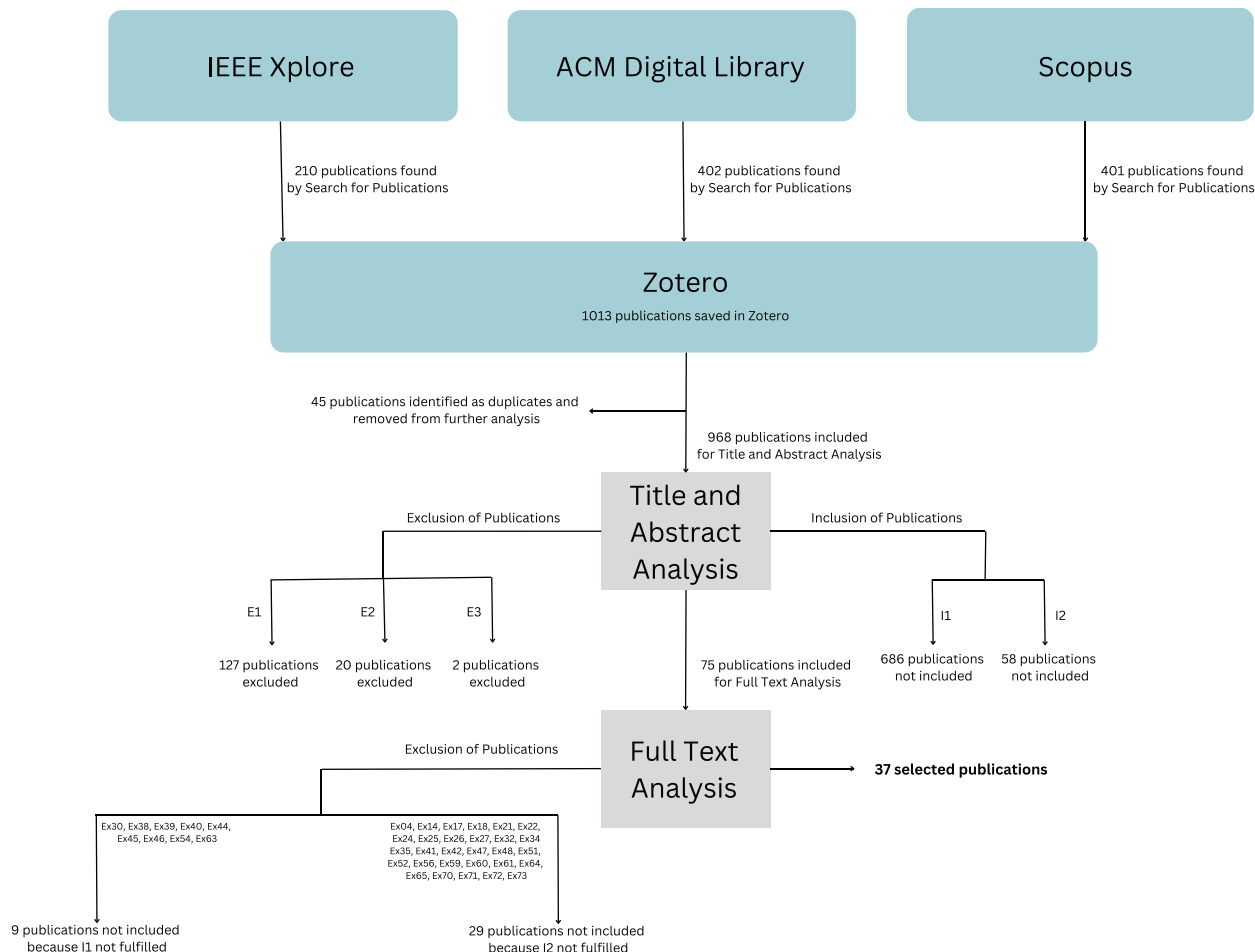 IEEE Xplore
ACM Digital Library
Scopus
210 publications found
by Search for Publications
402 publications found
by Search for Publications
401 publications found
by Search for Publications
Zotero
1013 publications saved in Zotero
45 publications identified as duplicates and
removed from further analysis
968 publications included
for Title and Abstract Analysis
Title and
Abstract
Analysis
Exclusion of Publications
Inclusion of Publications
E1
E2
E3
I1
I2
127 publications
excluded
20 publications
excluded
2 publications
excluded
75 publications included
for Full Text Analysis
686 publications
not included
58 publications
not included
Full Text
Analysis
Exclusion of Publications
37 selected publications
Ex30, Ex38, Ex39, Ex40, Ex44,
Ex45, Ex46, Ex54, Ex63
Ex04, Ex14, Ex17, Ex18, Ex21, Ex22,
Ex24, Ex25, Ex26, Ex27, Ex32, Ex34
Ex35, Ex41, Ex42, Ex47, Ex48, Ex51,
Ex52, Ex56, Ex59, Ex60, Ex61, Ex64,
Ex65, Ex70, Ex71, Ex72, Ex73
9 publications not included
because I1 not fulfilled
29 publications not included
because I2 not fulfilled